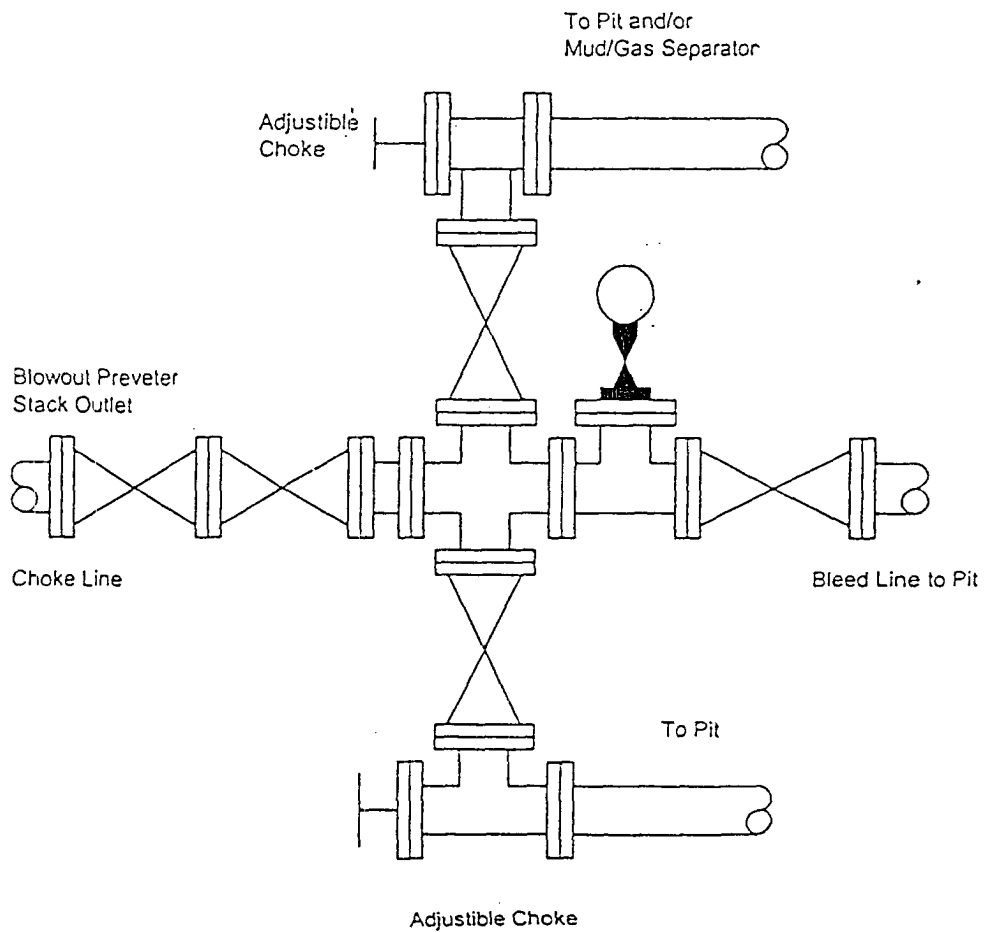 To Pit and/or
Mud/Gas Separator
Adjustible
Choke
Blowout Preveter
Stack Outlet
Choke Line
Bleed Line to Pit
To Pit
Adjustible Choke